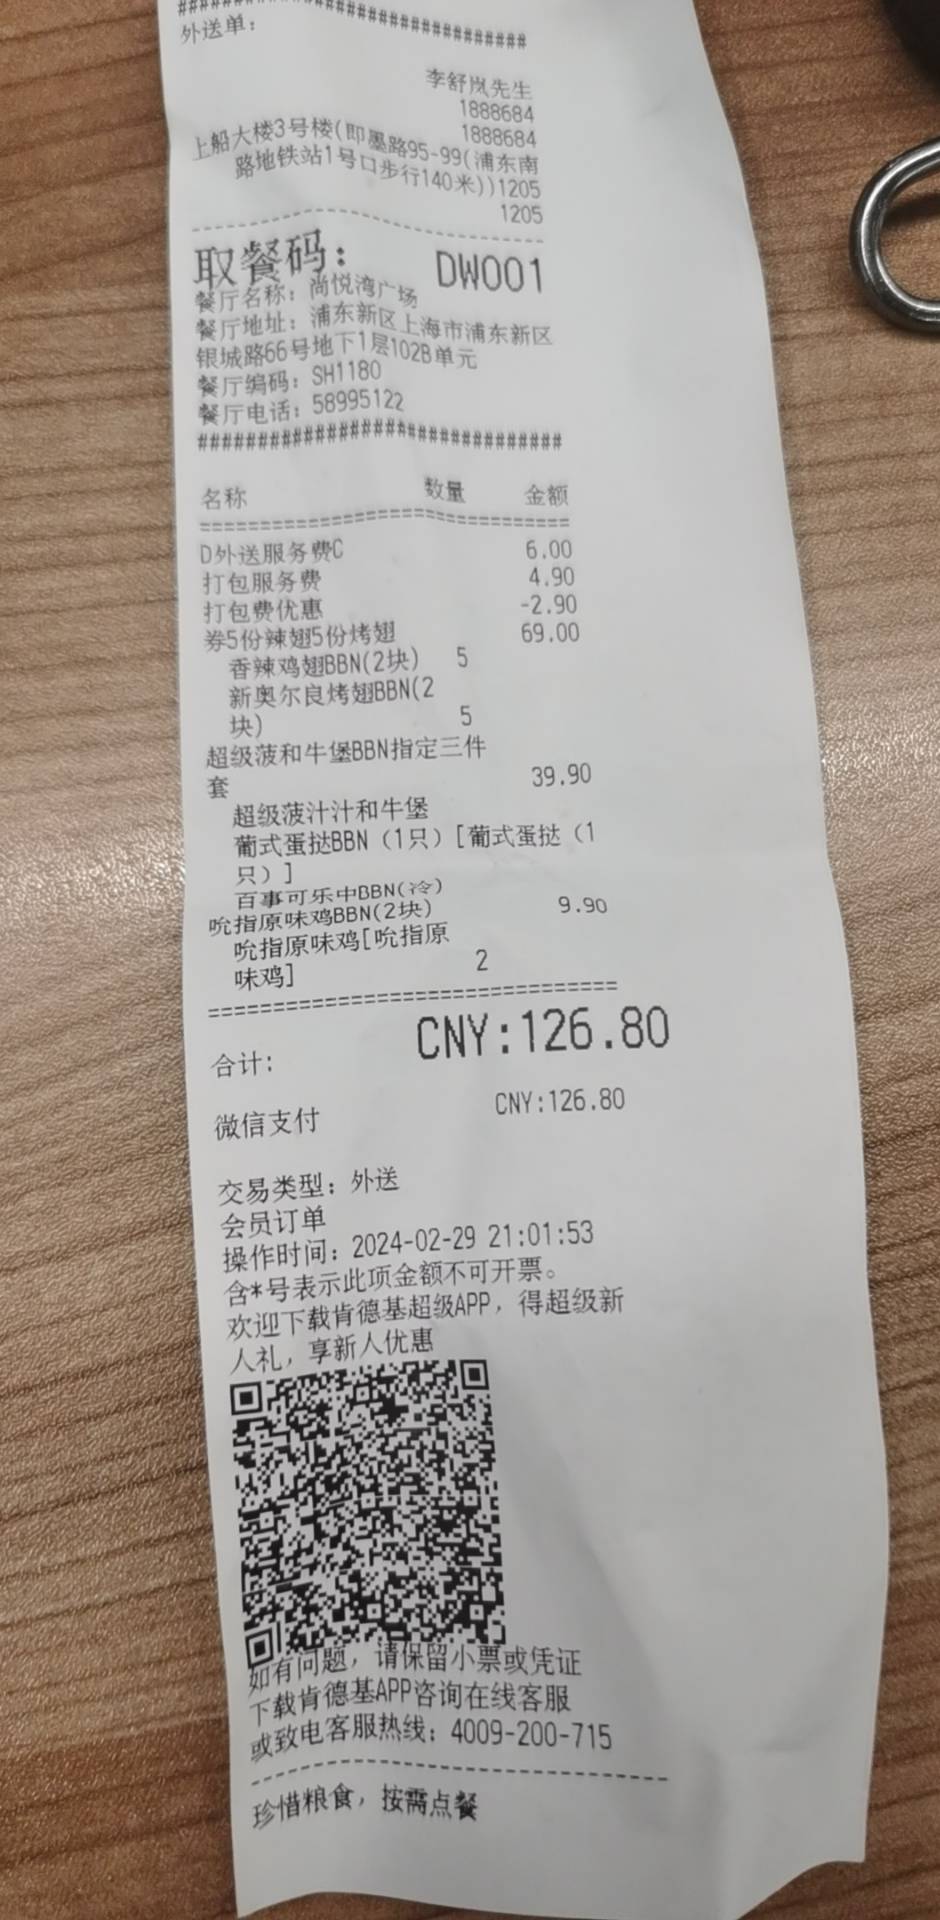 ##############################
外送单:
李舒岚先生
1888684
1888684
上船大楼3号楼(即墨路95-99(浦东南
路地铁站1号口步行140米))1205
1205
取餐码: DW001
餐厅名称: 尚悦湾广场
餐厅地址: 浦东新区上海市浦东新区
银城路66号地下1层102B单元
餐厅编码: SH1180
餐厅电话: 58995122
##############################
名称 数量 金额
==============================
D外送服务费C 6.00
打包服务费 4.90
打包费优惠 -2.90
券5份辣翅5份烤翅 69.00
香辣鸡翅BBN(2块) 5
新奥尔良烤翅BBN(2
块) 5
超级菠和牛堡BBN指定三件
套 39.90
超级菠汁汁和牛堡
葡式蛋挞BBN（1只）[葡式蛋挞（1
只）]
百事可乐中BBN(冷)
吮指原味鸡BBN(2块) 9.90
吮指原味鸡[吮指原
味鸡] 2
==============================
合计: CNY:126.80
微信支付 CNY:126.80
交易类型: 外送
会员订单
操作时间: 2024-02-29 21:01:53
含*号表示此项金额不可开票。
欢迎下载肯德基超级APP，得超级新
人礼，享新人优惠
如有问题，请保留小票或凭证
下载肯德基APP咨询在线客服
或致电客服热线: 4009-200-715
珍惜粮食，按需点餐